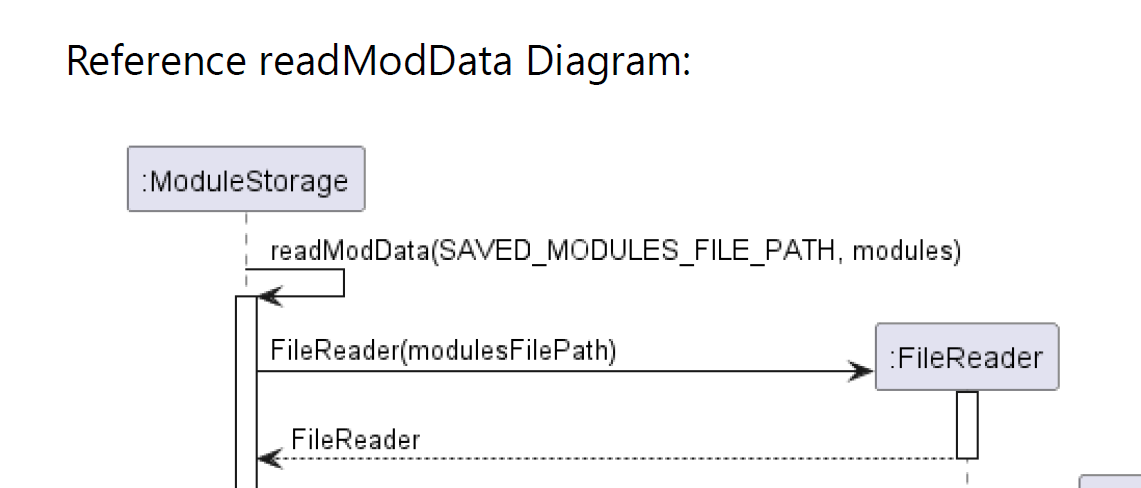 Reference readModData Diagram:
:ModuleStorage
readModData(SAVED_MODULES_FILE_PATH, modules)
FileReader(modulesFilePath)
:FileReader
FileReader